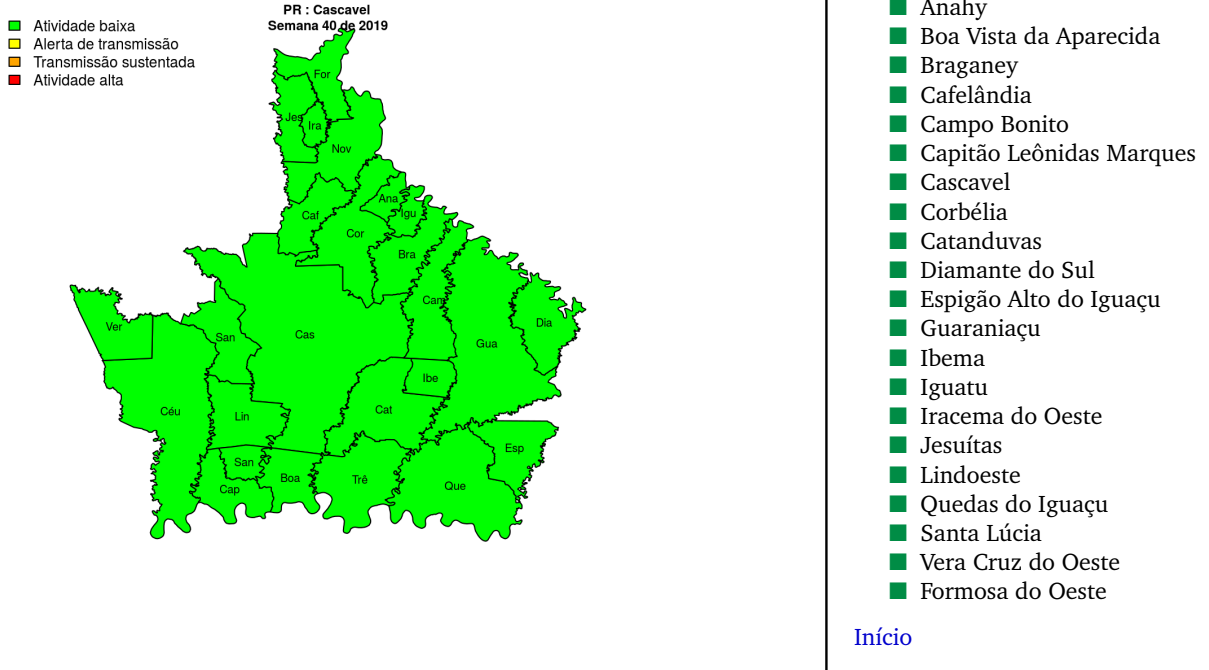 PR : Cascavel
Semana 40 de 2019
Atividade baixa
Alerta de transmissão
Transmissão sustentada
Atividade alta
For
Jes
Ira
Nov
Ana
Igu
Caf
Cor
Bra
Cam
Ver
San
Cas
Gua
Dia
Ibe
Céu
Lin
Cat
San
Cap
Boa
Trê
Que
Esp
Anahy
Boa Vista da Aparecida
Braganey
Cafelândia
Campo Bonito
Capitão Leônidas Marques
Cascavel
Corbélia
Catanduvas
Diamante do Sul
Espigão Alto do Iguaçu
Guaraniaçu
Ibema
Iguatu
Iracema do Oeste
Jesuítas
Lindoeste
Quedas do Iguaçu
Santa Lúcia
Vera Cruz do Oeste
Formosa do Oeste
Início